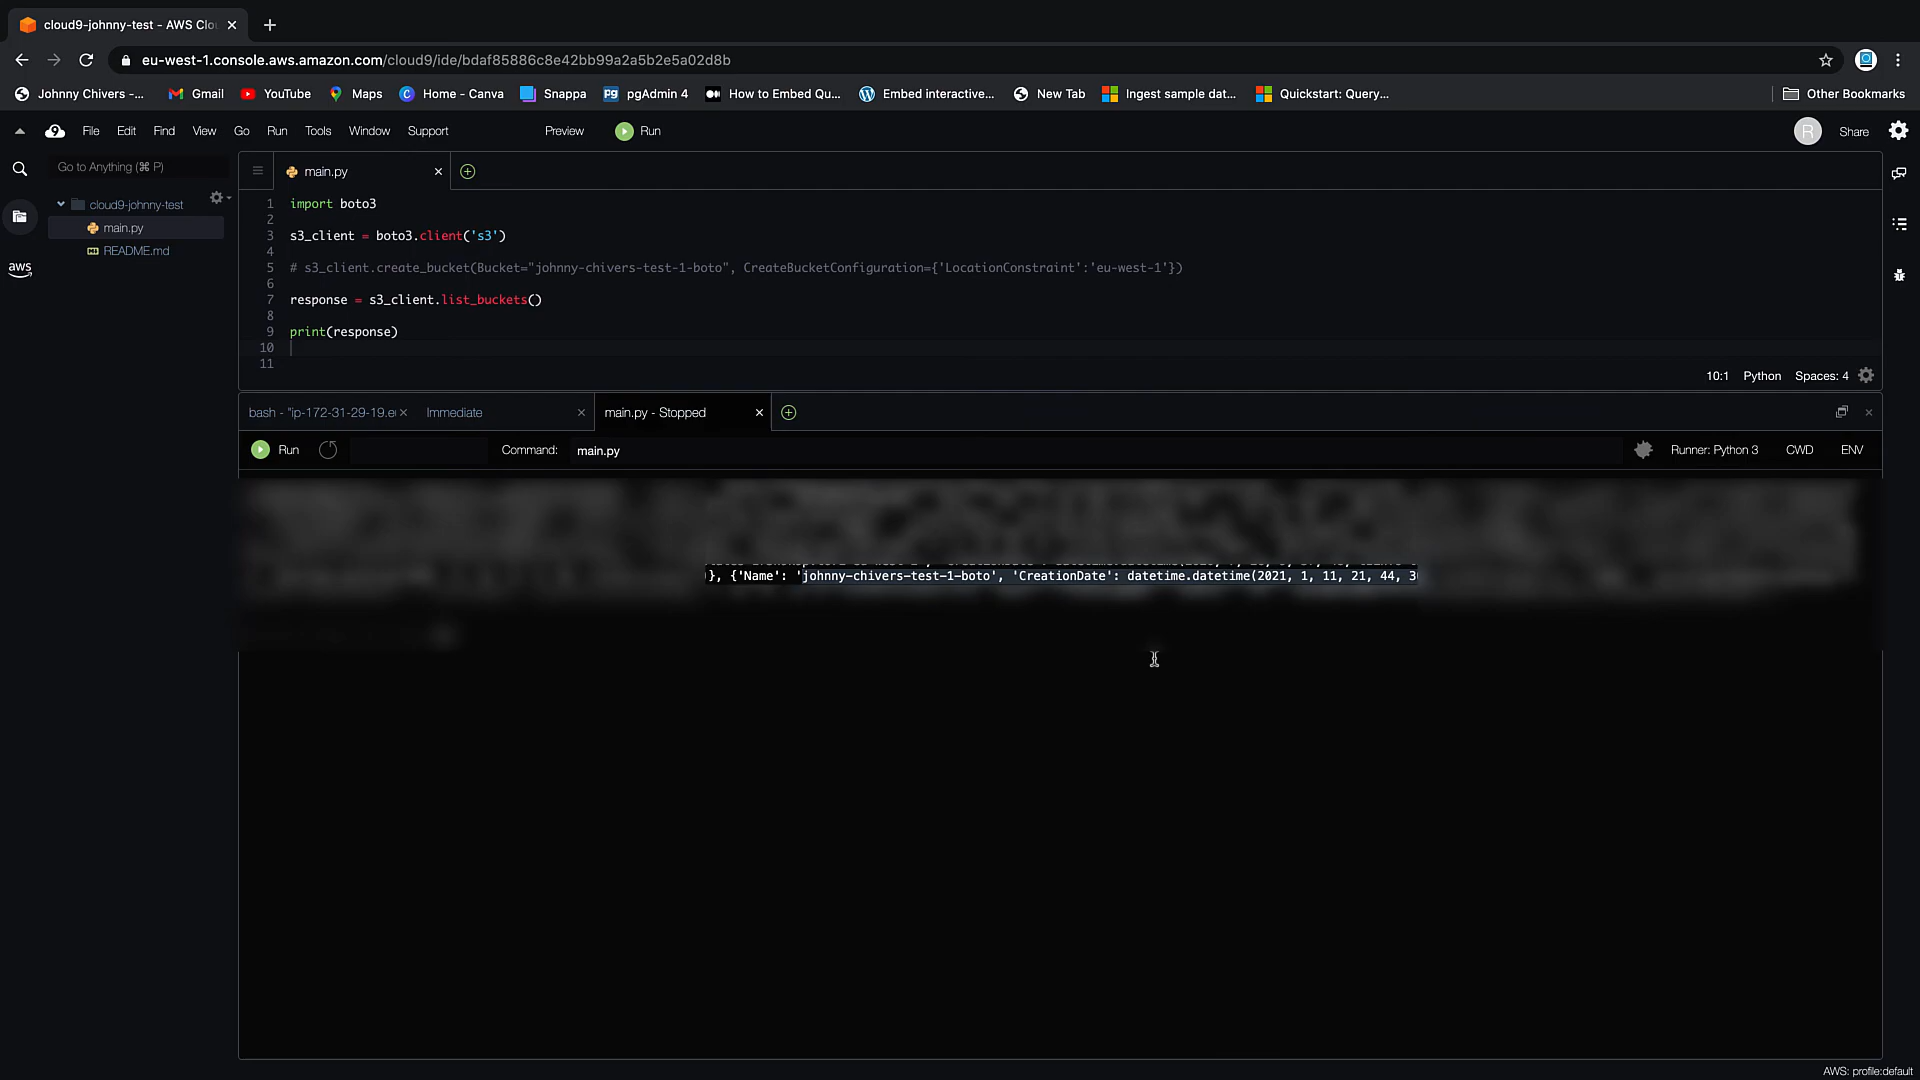 cloud9-johnny-test - AWS Clo
eu-west-1.console.aws.amazon.com/cloud9/ide/bdaf85886c8e42bb99a2a5b2e5a02d8b
Johnny Chivers -... Gmail YouTube Maps Home - Canva Snappa pgAdmin 4 How to Embed Qu... Embed interactive... New Tab Ingest sample dat... Quickstart: Query... Other Bookmarks
9 File Edit Find View Go Run Tools Window Support Preview Run R Share
Go to Anything (⌘ P)
cloud9-johnny-test
main.py
README.md
aws
main.py
1 import boto3
2
3 s3_client = boto3.client('s3')
4
5 # s3_client.create_bucket(Bucket="johnny-chivers-test-1-boto", CreateBucketConfiguration={'LocationConstraint':'eu-west-1'})
6
7 response = s3_client.list_buckets()
8
9 print(response)
10
11
10:1 Python Spaces: 4
bash - "ip-172-31-29-19.e Immediate main.py - Stopped
Run Command: main.py Runner: Python 3 CWD ENV
}, {'Name': 'johnny-chivers-test-1-boto', 'CreationDate': datetime.datetime(2021, 1, 11, 21, 44, 3
AWS: profile:default